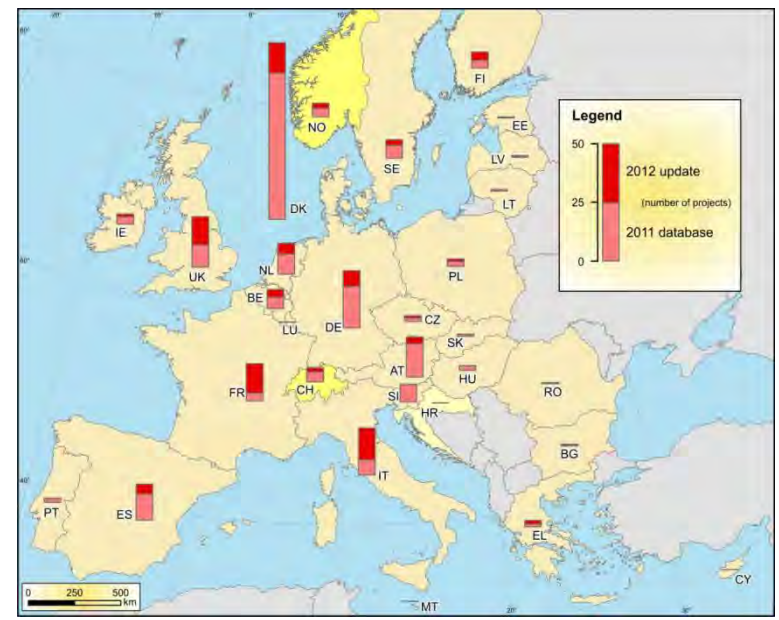 FI
NO
EE
SE
LV
LT
DK
IE
UK
NL
PL
BE
DE
CZ
LU
SK
AT
HU
FR
CH
SI
RO
HR
BG
IT
PT
ES
EL
CY
MT
Legend
50
2012 update
(number of projects)
25
2011 database
0
0 250 500
km